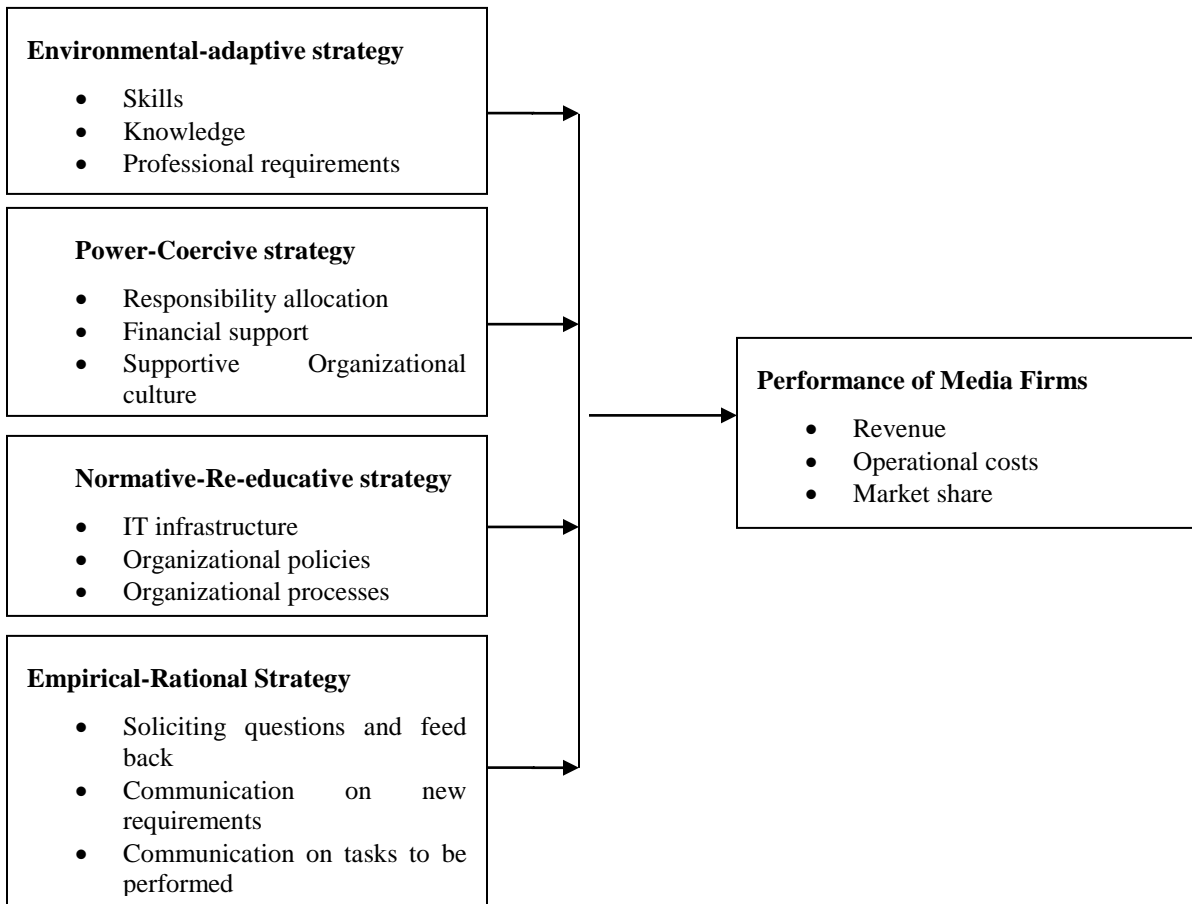 Environmental-adaptive strategy
• Skills
• Knowledge
• Professional requirements
Power-Coercive strategy
• Responsibility allocation
• Financial support
• Supportive Organizational
culture
Normative-Re-educative strategy
• IT infrastructure
• Organizational policies
• Organizational processes
Empirical-Rational Strategy
• Soliciting questions and feed
back
• Communication on new
requirements
• Communication on tasks to be
performed
Performance of Media Firms
• Revenue
• Operational costs
• Market share